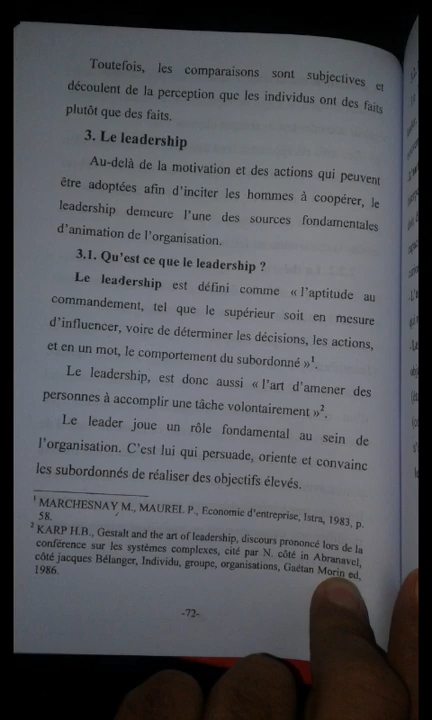 Toutefois, les comparaisons sont subjectives et
découlent de la perception que les individus ont des faits
plutôt que des faits.
3. Le leadership
Au-delà de la motivation et des actions qui peuvent
être adoptées afin d'inciter les hommes à coopérer, le
leadership demeure l'une des sources fondamentales
d'animation de l'organisation.
3.1. Qu'est ce que le leadership ?
Le leadership est défini comme « l'aptitude au
commandement, tel que le supérieur soit en mesure
d'influencer, voire de déterminer les décisions, les actions,
et en un mot, le comportement du subordonné »¹.
Le leadership, est donc aussi « l'art d'amener des
personnes à accomplir une tâche volontairement »².
Le leader joue un rôle fondamental au sein de
l'organisation. C'est lui qui persuade, oriente et convainc
les subordonnés de réaliser des objectifs élevés.
¹ MARCHESNAY M., MAUREL P., Economie d'entreprise, Istra, 1983, p.
58.
² KARP H.B., Gestalt and the art of leadership, discours prononcé lors de la
conférence sur les systèmes complexes, cité par N. côté in Abranavel,
côté jacques Bélanger, Individu, groupe, organisations, Gaétan Morin ed,
1986.
-72-